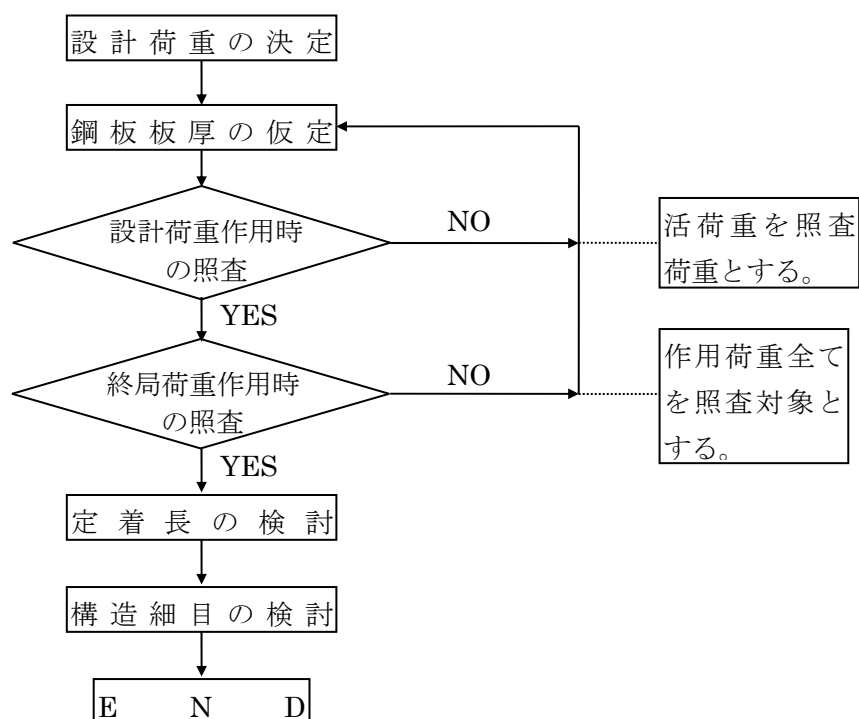 設計荷重の決定
鋼板板厚の仮定
設計荷重作用時
の照査
NO
活荷重を照査
荷重とする。
YES
終局荷重作用時
の照査
NO
作用荷重全て
を照査対象と
する。
YES
定着長の検討
構造細目の検討
E N D